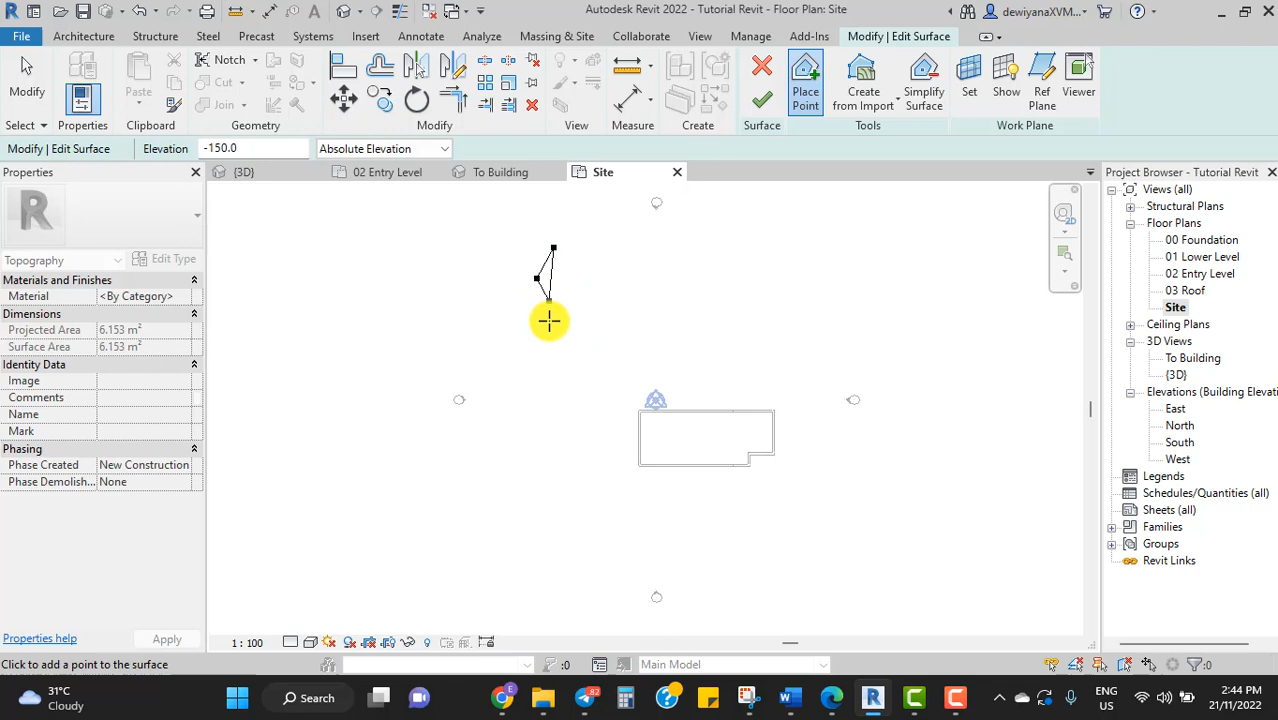 Autodesk Revit 2022 - Tutorial Revit - Floor Plan: Site
dewiyanaXVM...
File Architecture Structure Steel Precast Systems Insert Annotate Analyze Massing & Site Collaborate View Manage Add-Ins Modify | Edit Surface
Modify
Paste
Notch
Cut
Join
Place Point
Create from Import
Simplify Surface
Set
Show
Ref Plane
Viewer
Select Properties Clipboard Geometry Modify View Measure Create Surface Tools Work Plane
Modify | Edit Surface Elevation -150.0 Absolute Elevation
Properties
{3D} 02 Entry Level To Building Site
Project Browser - Tutorial Revit
Topography Edit Type
Materials and Finishes
Material <By Category>
Dimensions
Projected Area 6.153 m²
Surface Area 6.153 m²
Identity Data
Image
Comments
Name
Mark
Phasing
Phase Created New Construction
Phase Demolish... None
Properties help Apply
2D
Views (all)
Structural Plans
Floor Plans
00 Foundation
01 Lower Level
02 Entry Level
03 Roof
Site
Ceiling Plans
3D Views
To Building
{3D}
Elevations (Building Elevati
East
North
South
West
Legends
Schedules/Quantities (all)
Sheets (all)
Families
Groups
Revit Links
1 : 100
Click to add a point to the surface
:0
Main Model
:0
31°C
Cloudy
Search
82
ENG
US
2:44 PM
21/11/2022